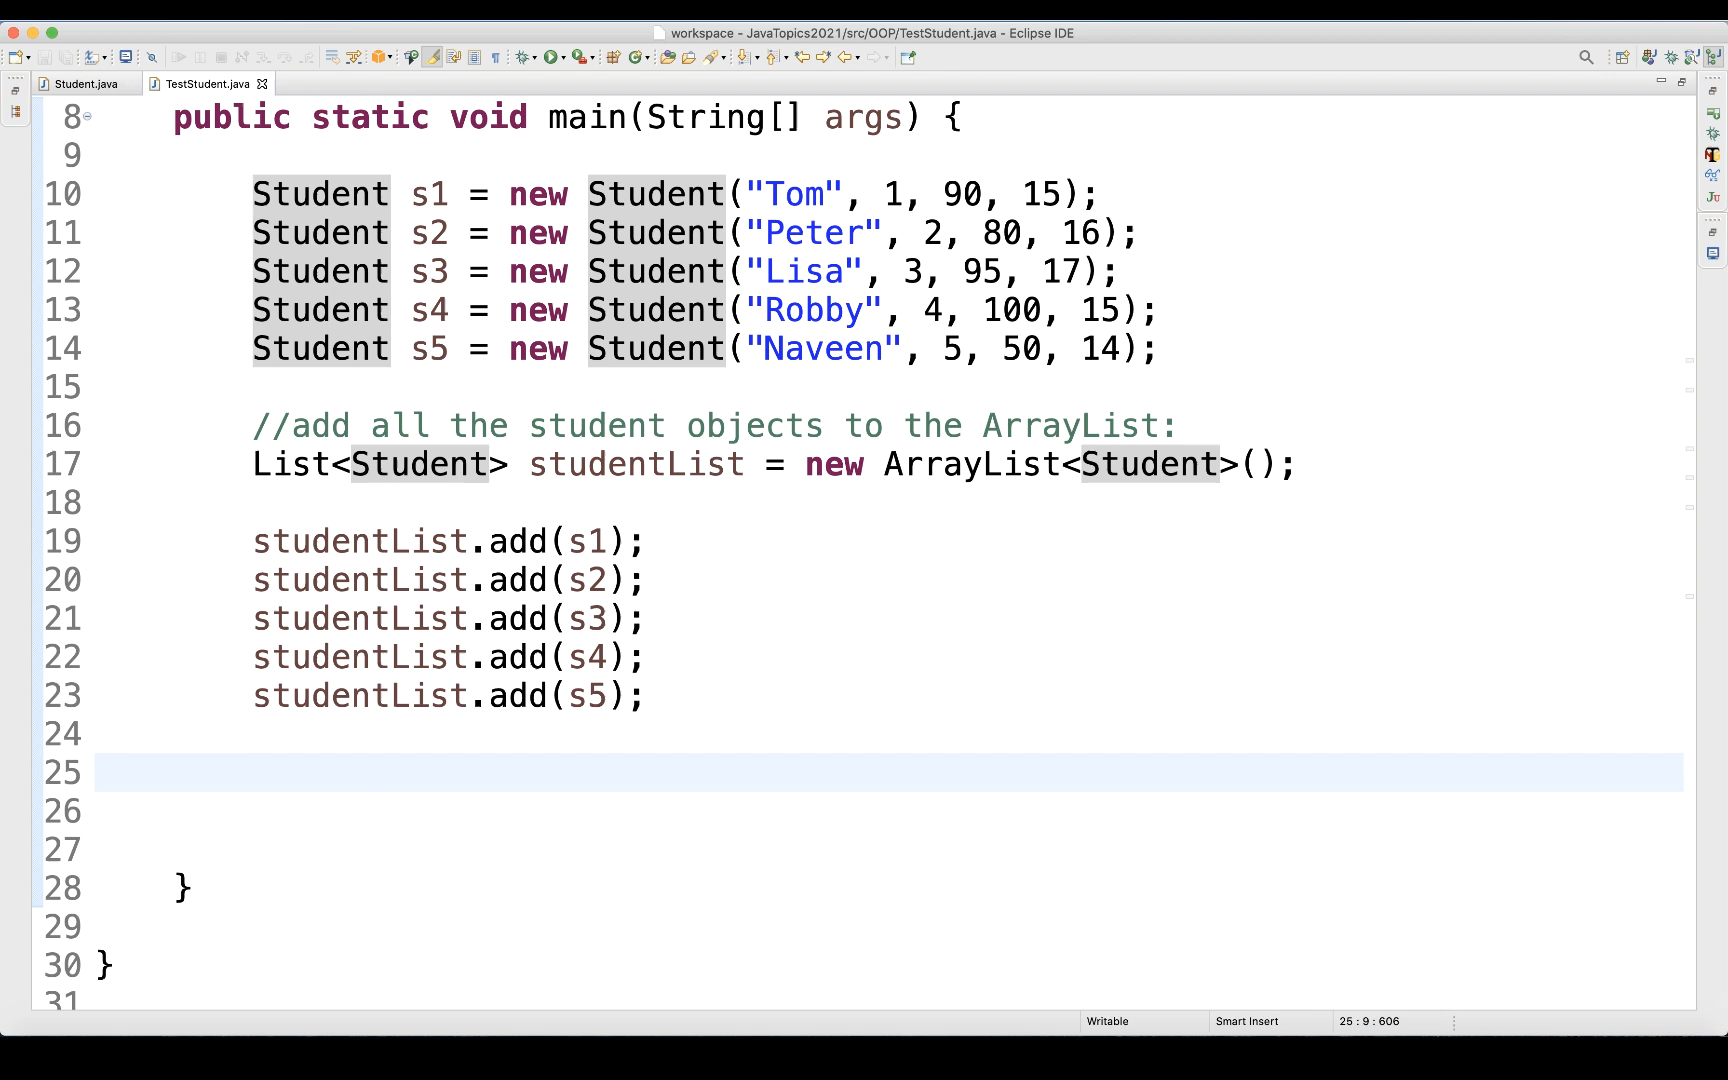 workspace - JavaTopics2021/src/OOP/TestStudent.java - Eclipse IDE
Student.java
TestStudent.java
8 public static void main(String[] args) {
9
10 Student s1 = new Student("Tom", 1, 90, 15);
11 Student s2 = new Student("Peter", 2, 80, 16);
12 Student s3 = new Student("Lisa", 3, 95, 17);
13 Student s4 = new Student("Robby", 4, 100, 15);
14 Student s5 = new Student("Naveen", 5, 50, 14);
15
16 //add all the student objects to the ArrayList:
17 List<Student> studentList = new ArrayList<Student>();
18
19 studentList.add(s1);
20 studentList.add(s2);
21 studentList.add(s3);
22 studentList.add(s4);
23 studentList.add(s5);
24
25
26
27
28 }
29
30 }
31
Writable
Smart Insert
25 : 9 : 606
Ju